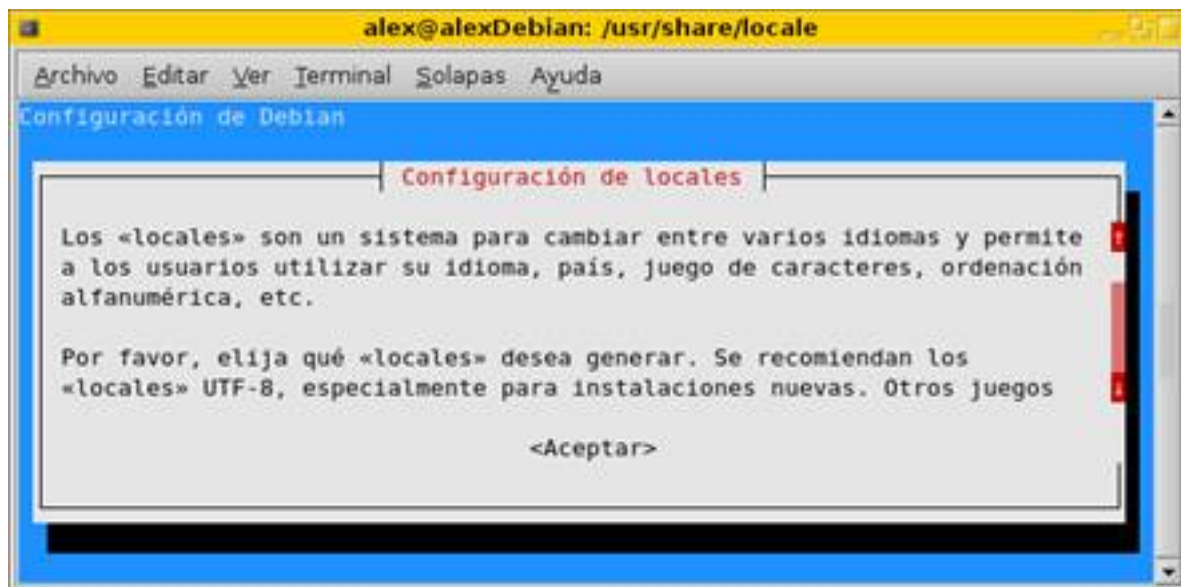 alex@alexDebian: /usr/share/locale
Archivo Editar Ver Terminal Solapas Ayuda
Configuración de Debian
Configuración de locales
Los «locales» son un sistema para cambiar entre varios idiomas y permite
a los usuarios utilizar su idioma, país, juego de caracteres, ordenación
alfanumérica, etc.
Por favor, elija qué «locales» desea generar. Se recomiendan los
«locales» UTF-8, especialmente para instalaciones nuevas. Otros juegos
<Aceptar>